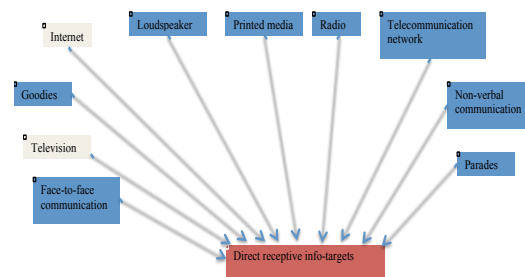 Internet
Loudspeaker
Printed media
Radio
Telecommunication
network
Goodies
Non-verbal
communication
Television
Parades
Face-to-face
communication
Direct receptive info-targets